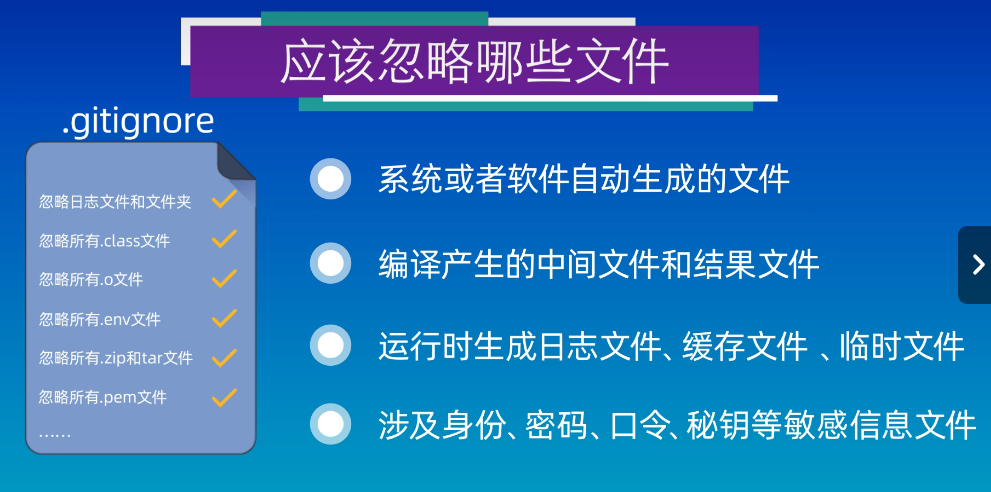 应该忽略哪些文件
.gitignore
忽略日志文件和文件夹
忽略所有.class文件
忽略所有.o文件
忽略所有.env文件
忽略所有.zip和tar文件
忽略所有.pem文件
……
系统或者软件自动生成的文件
编译产生的中间文件和结果文件
运行时生成日志文件、缓存文件 、临时文件
涉及身份、密码、口令、秘钥等敏感信息文件